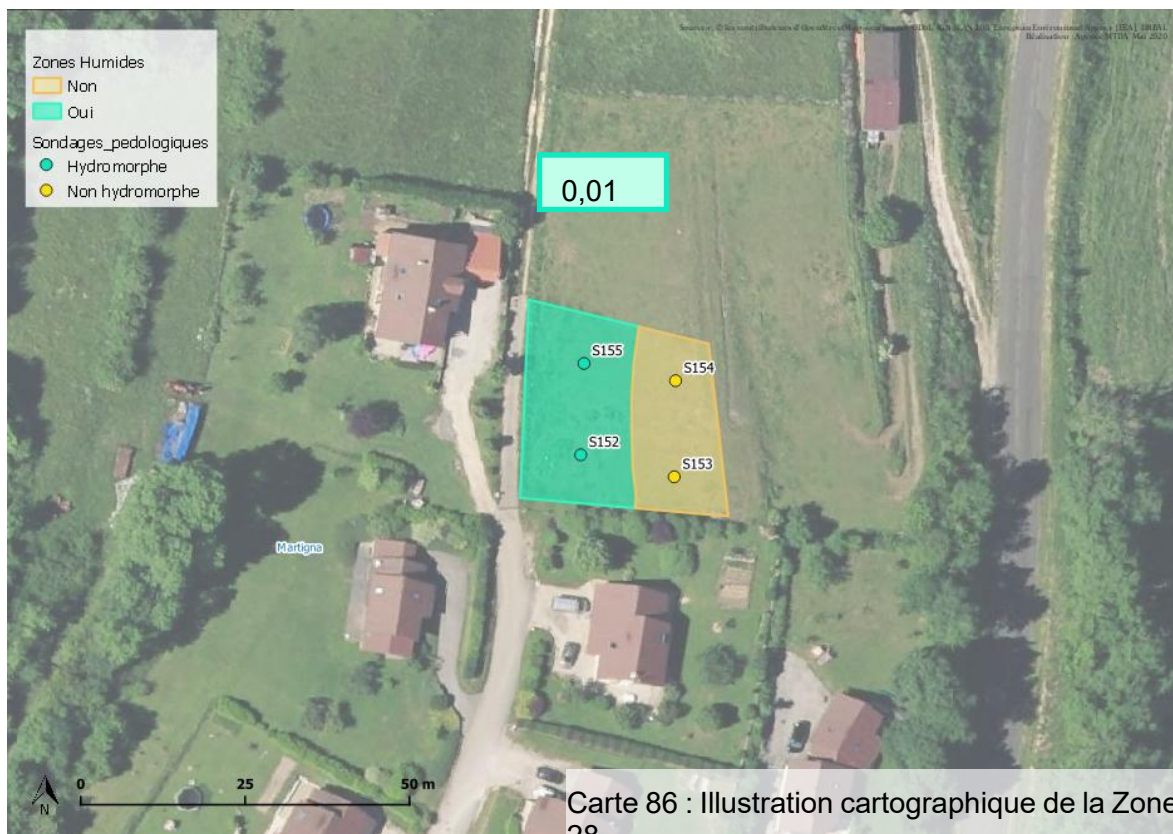 Zones Humides
Non
Oui
Sondages_pedologiques
Hydromorphe
Non hydromorphe
0,01
S155
S154
S152
S153
Martigna
N
0 25 50 m
Carte 86 : Illustration cartographique de la Zone
28